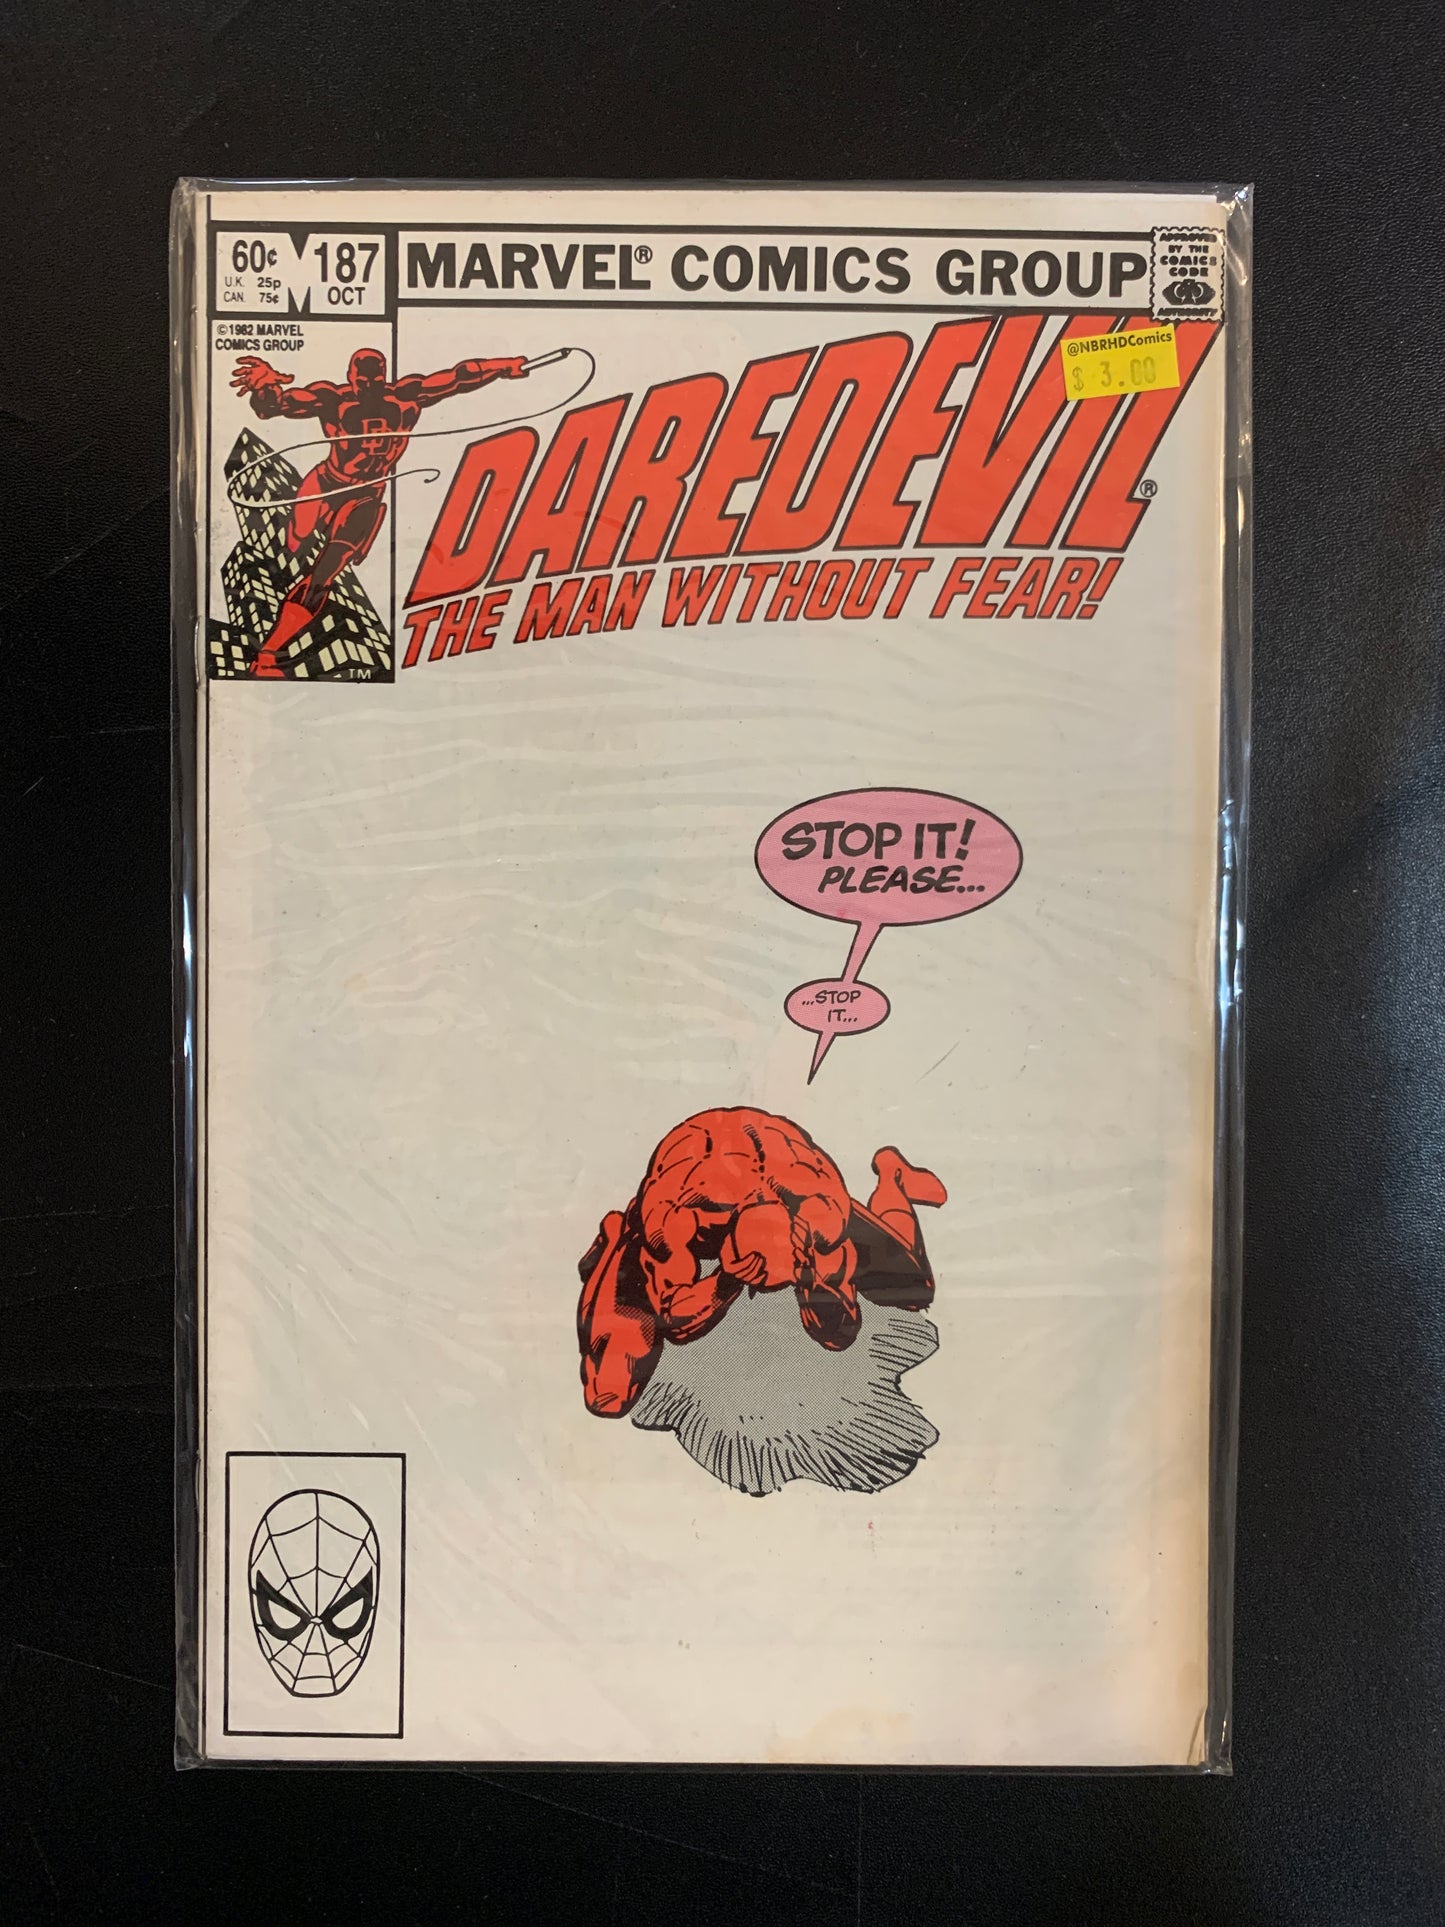 60¢
U.K. 25p
CAN. 75¢
M
187
OCT
MARVEL® COMICS GROUP
APPROVED
BY THE
COMICS
CODE
AUTHORITY
©1982 MARVEL
COMICS GROUP
@NBRHDComics
$ 3.00
DD
DAREDEVIL®
THE MAN WITHOUT FEAR!
TM
STOP IT!
PLEASE...
...STOP
IT...